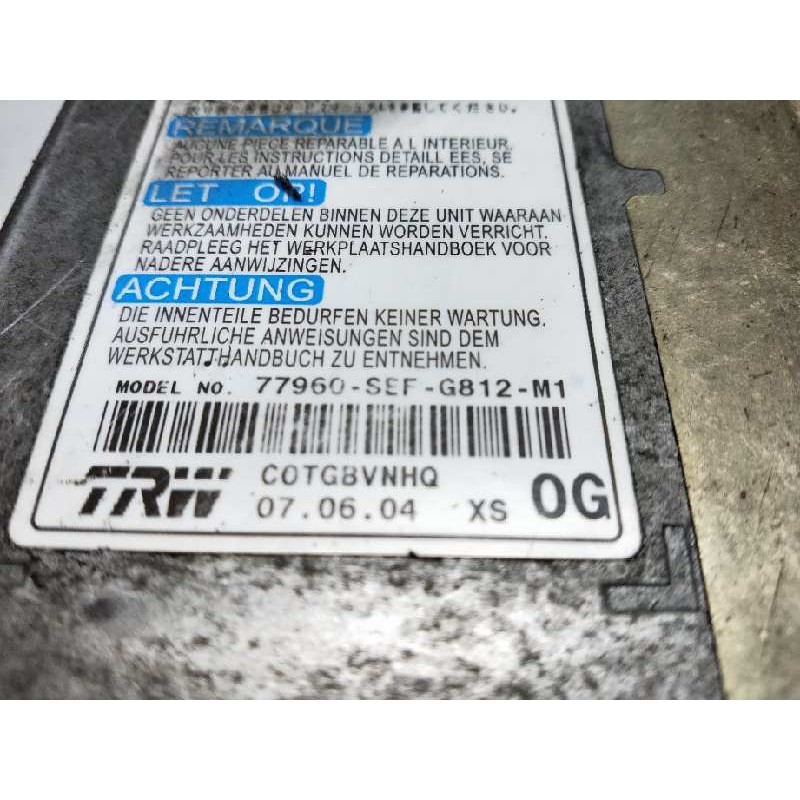 REMARQUE
AUCUNE PIECE REPARABLE A L INTERIEUR.
POUR LES INSTRUCTIONS DETAILL EES, SE
REPORTER AU MANUEL DE REPARATIONS.
LET OP!
GEEN ONDERDELEN BINNEN DEZE UNIT WAARAAN
WERKZAAMHEDEN KUNNEN WORDEN VERRICHT.
RAADPLEEG HET WERKPLAATSHANDBOEK VOOR
NADERE AANWIJZINGEN.
ACHTUNG
DIE INNENTEILE BEDURFEN KEINER WARTUNG.
AUSFUHRLICHE ANWEISUNGEN SIND DEM
WERKSTATTHANDBUCH ZU ENTNEHMEN.
MODEL NO. 77960-SEF-G812-M1
TRW C0TGBVNHQ
07.06.04 XS 0G